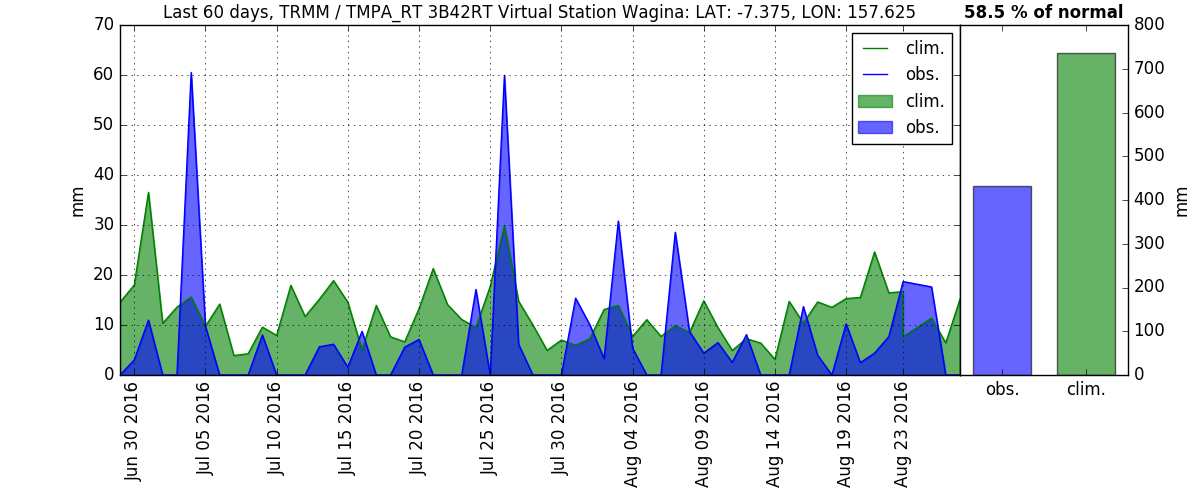 Last 60 days, TRMM / TMPA_RT 3B42RT Virtual Station Wagina: LAT: -7.375, LON: 157.625
58.5 % of normal
70
60
50
40
30
20
10
0
mm
clim.
obs.
clim.
obs.
Jun 30 2016
Jul 05 2016
Jul 10 2016
Jul 15 2016
Jul 20 2016
Jul 25 2016
Jul 30 2016
Aug 04 2016
Aug 09 2016
Aug 14 2016
Aug 19 2016
Aug 23 2016
800
700
600
500
400
300
200
100
0
mm
obs.
clim.